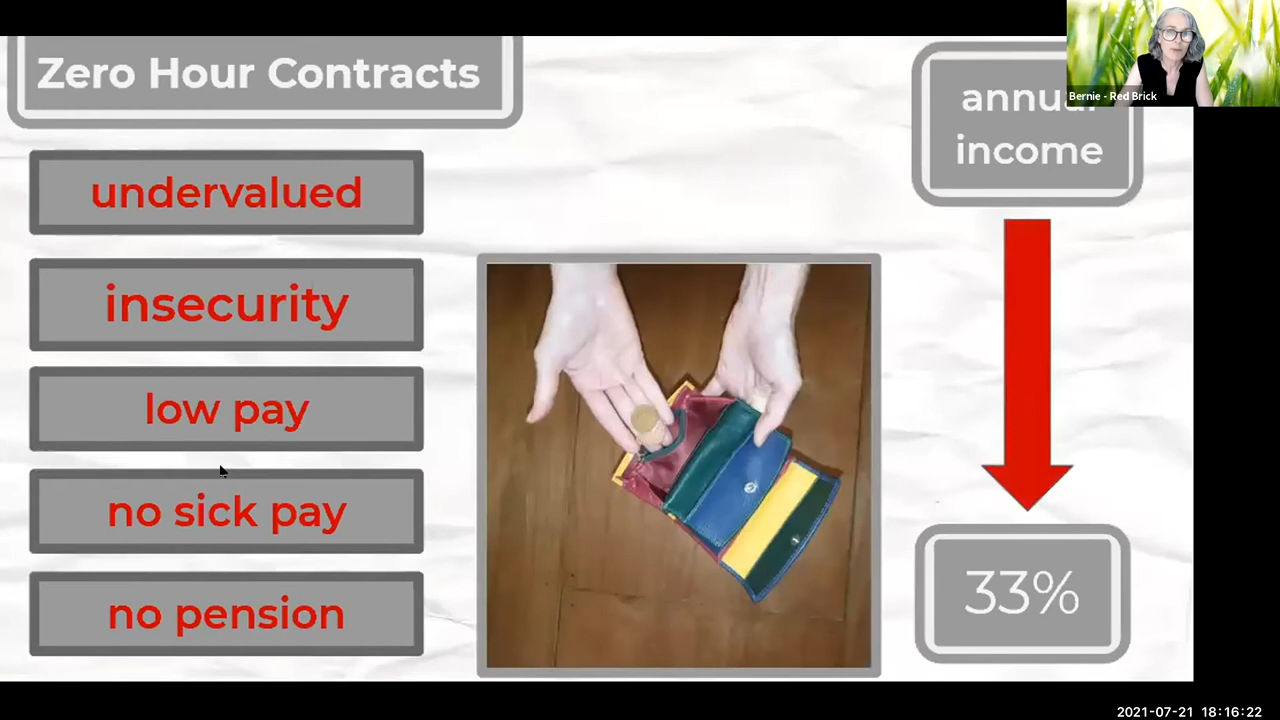 Zero Hour Contracts
undervalued
insecurity
low pay
no sick pay
no pension
annual
income
33%
Bernie - Red Brick
2021-07-21 18:16:22